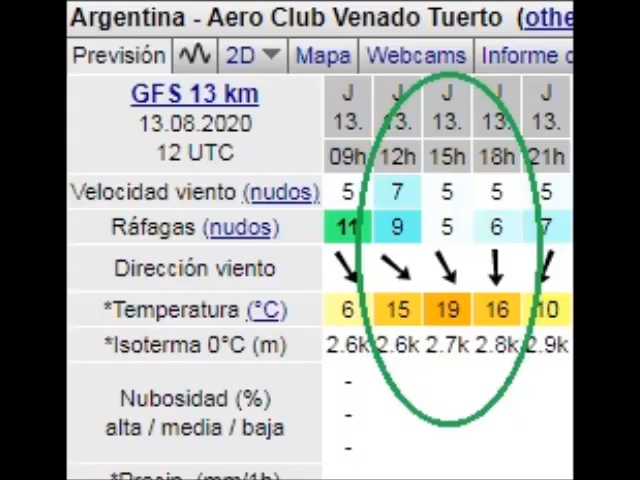 Argentina - Aero Club Venado Tuerto (othe
Previsión 2D Mapa Webcams Informe
GFS 13 km J J J J J
13.08.2020 13. 13. 13. 13. 13.
12 UTC 09h 12h 15h 18h 21h
Velocidad viento (nudos) 5 7 5 5 5
Ráfagas (nudos) 11 9 5 6 7
Dirección viento
*Temperatura (°C) 6 15 19 16 10
*Isoterma 0°C (m) 2.6k 2.6k 2.7k 2.8k 2.9k
-
Nubosidad (%)
-
alta / media / baja
-
*Precip. (mm/1h)